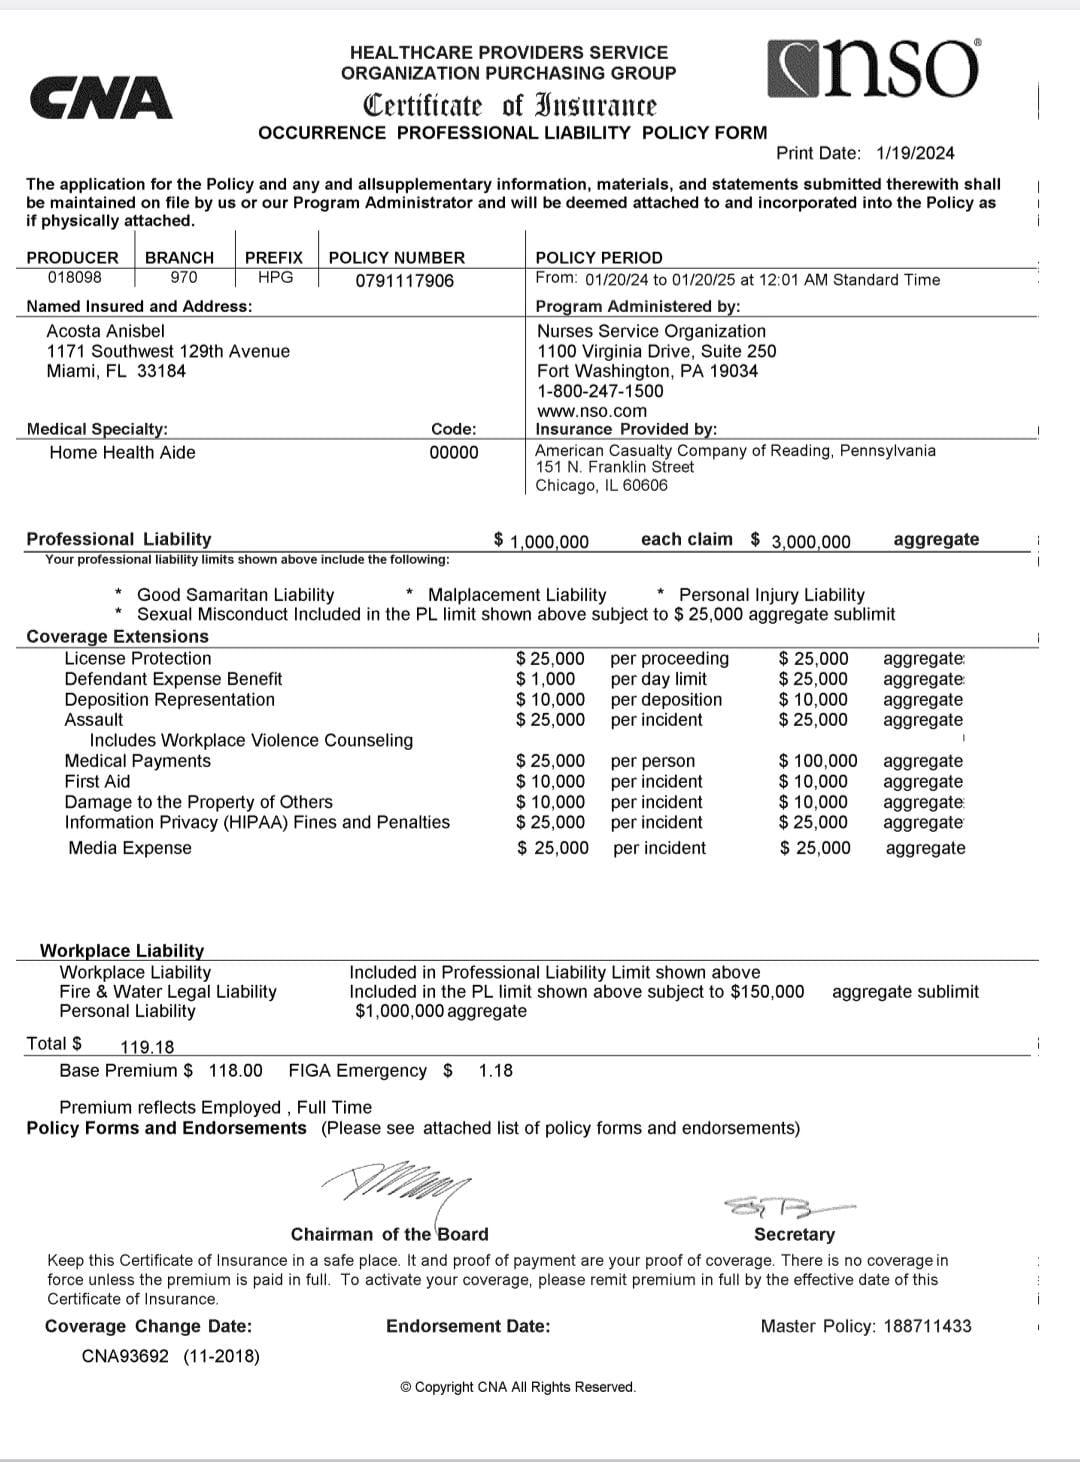 CNA
HEALTHCARE PROVIDERS SERVICE
ORGANIZATION PURCHASING GROUP
Certificate of Insurance
OCCURRENCE PROFESSIONAL LIABILITY POLICY FORM
nso®
Print Date: 1/19/2024
The application for the Policy and any and allsupplementary information, materials, and statements submitted therewith shall
be maintained on file by us or our Program Administrator and will be deemed attached to and incorporated into the Policy as
if physically attached.
PRODUCER BRANCH PREFIX POLICY NUMBER POLICY PERIOD
018098 970 HPG 0791117906 From: 01/20/24 to 01/20/25 at 12:01 AM Standard Time
Named Insured and Address: Program Administered by:
Acosta Anisbel Nurses Service Organization
1171 Southwest 129th Avenue 1100 Virginia Drive, Suite 250
Miami, FL 33184 Fort Washington, PA 19034
1-800-247-1500
www.nso.com
Medical Specialty: Code: Insurance Provided by:
Home Health Aide 00000 American Casualty Company of Reading, Pennsylvania
151 N. Franklin Street
Chicago, IL 60606
Professional Liability $ 1,000,000 each claim $ 3,000,000 aggregate
Your professional liability limits shown above include the following:
* Good Samaritan Liability * Malplacement Liability * Personal Injury Liability
* Sexual Misconduct Included in the PL limit shown above subject to $ 25,000 aggregate sublimit
Coverage Extensions
License Protection $ 25,000 per proceeding $ 25,000 aggregate
Defendant Expense Benefit $ 1,000 per day limit $ 25,000 aggregate
Deposition Representation $ 10,000 per deposition $ 10,000 aggregate
Assault $ 25,000 per incident $ 25,000 aggregate
Includes Workplace Violence Counseling
Medical Payments $ 25,000 per person $ 100,000 aggregate
First Aid $ 10,000 per incident $ 10,000 aggregate
Damage to the Property of Others $ 10,000 per incident $ 10,000 aggregate
Information Privacy (HIPAA) Fines and Penalties $ 25,000 per incident $ 25,000 aggregate
Media Expense $ 25,000 per incident $ 25,000 aggregate
Workplace Liability
Workplace Liability Included in Professional Liability Limit shown above
Fire & Water Legal Liability Included in the PL limit shown above subject to $150,000 aggregate sublimit
Personal Liability $1,000,000 aggregate
Total $ 119.18
Base Premium $ 118.00 FIGA Emergency $ 1.18
Premium reflects Employed , Full Time
Policy Forms and Endorsements (Please see attached list of policy forms and endorsements)
Chairman of the Board Secretary
Keep this Certificate of Insurance in a safe place. It and proof of payment are your proof of coverage. There is no coverage in
force unless the premium is paid in full. To activate your coverage, please remit premium in full by the effective date of this
Certificate of Insurance.
Coverage Change Date: Endorsement Date: Master Policy: 188711433
CNA93692 (11-2018)
© Copyright CNA All Rights Reserved.